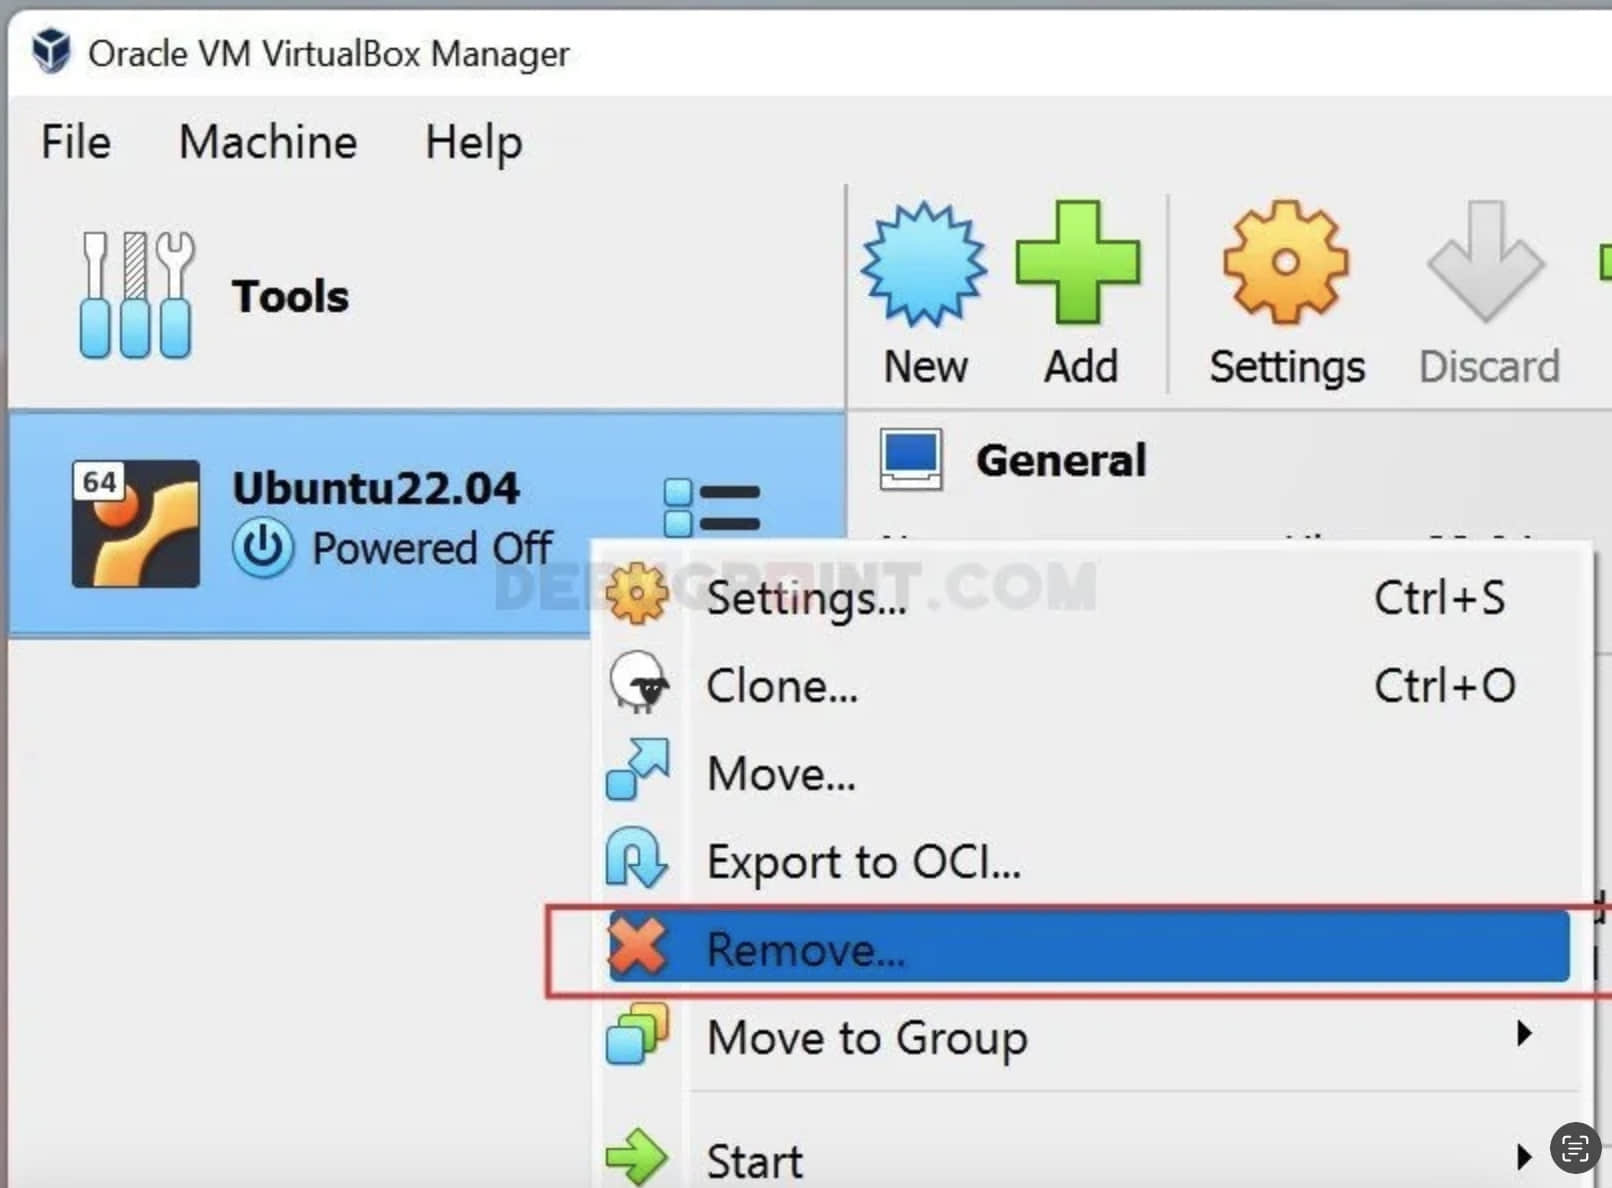 Oracle VM VirtualBox Manager
File Machine Help
Tools
New Add Settings Discard
64
Ubuntu22.04
Powered Off
General
DEBUGPOINT.COM
Settings... Ctrl+S
Clone... Ctrl+O
Move...
Export to OCI...
Remove...
Move to Group
Start